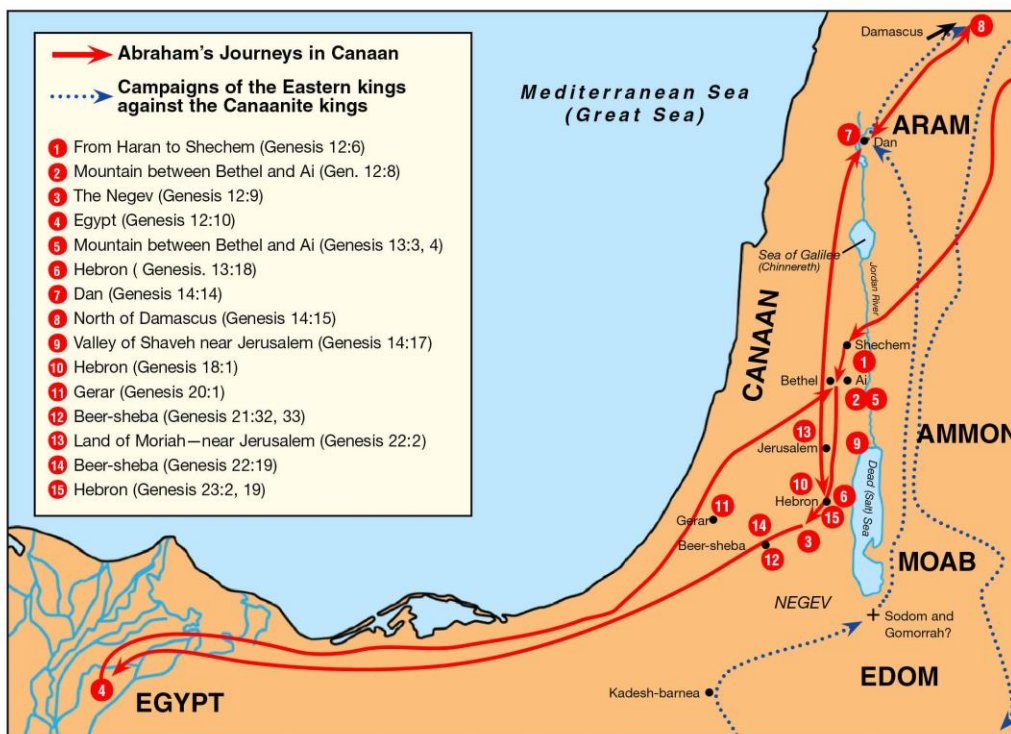 Abraham's Journeys in Canaan
Campaigns of the Eastern kings
against the Canaanite kings
1 From Haran to Shechem (Genesis 12:6)
2 Mountain between Bethel and Ai (Gen. 12:8)
3 The Negev (Genesis 12:9)
4 Egypt (Genesis 12:10)
5 Mountain between Bethel and Ai (Genesis 13:3, 4)
6 Hebron ( Genesis. 13:18)
7 Dan (Genesis 14:14)
8 North of Damascus (Genesis 14:15)
9 Valley of Shaveh near Jerusalem (Genesis 14:17)
10 Hebron (Genesis 18:1)
11 Gerar (Genesis 20:1)
12 Beer-sheba (Genesis 21:32, 33)
13 Land of Moriah—near Jerusalem (Genesis 22:2)
14 Beer-sheba (Genesis 22:19)
15 Hebron (Genesis 23:2, 19)
Mediterranean Sea
(Great Sea)
Damascus
8
ARAM
7
Dan
Sea of Galilee
(Chinnereth)
Jordan River
CANAAN
Shechem
1
Bethel
Ai
2
5
AMMON
13
Jerusalem
9
Dead (Salt) Sea
10
Hebron
6
15
11
Gerar
14
3
Beer-sheba
12
MOAB
NEGEV
Sodom and
Gomorrah?
EDOM
Kadesh-barnea
4
EGYPT